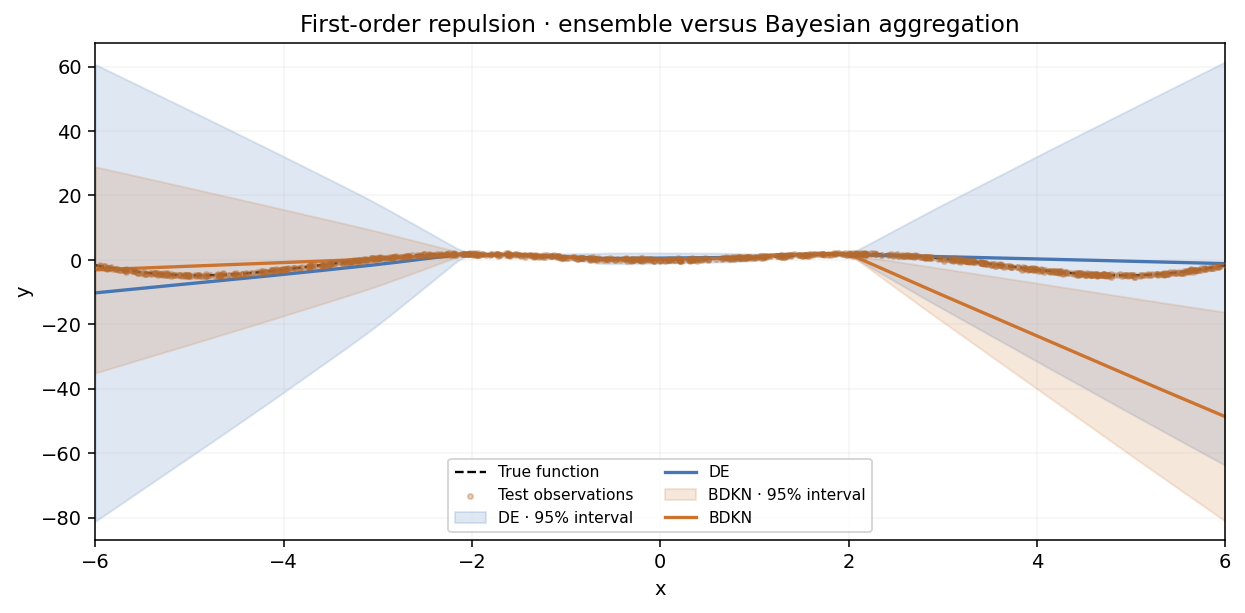 First-order repulsion · ensemble versus Bayesian aggregation
y
60
40
20
0
−20
−40
−60
−80
−6
−4
−2
0
2
4
6
x
True function
Test observations
DE · 95% interval
DE
BDKN · 95% interval
BDKN